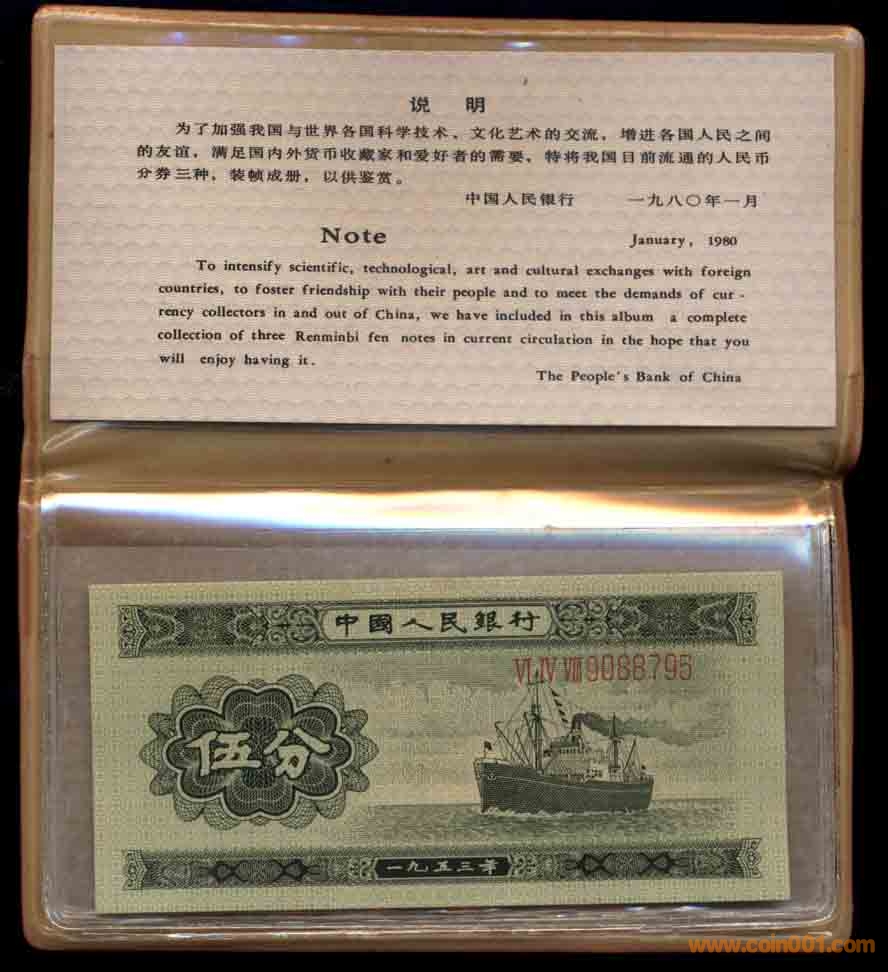 说 明
为了加强我国与世界各国科学技术、文化艺术的交流，增进各国人民之间
的友谊，满足国内外货币收藏家和爱好者的需要，特将我国目前流通的人民币
分券三种，装帧成册，以供鉴赏。
中国人民银行 一九八〇年一月
Note
January, 1980
To intensify scientific, technological, art and cultural exchanges with foreign
countries, to foster friendship with their people and to meet the demands of cur -
rency collectors in and out of China, we have included in this album a complete
collection of three Renminbi fen notes in current circulation in the hope that you
will enjoy having it.
The People's Bank of China
中國人民銀行
VI IV VIII 9088795
伍分
一九五三年
www.coin001.com